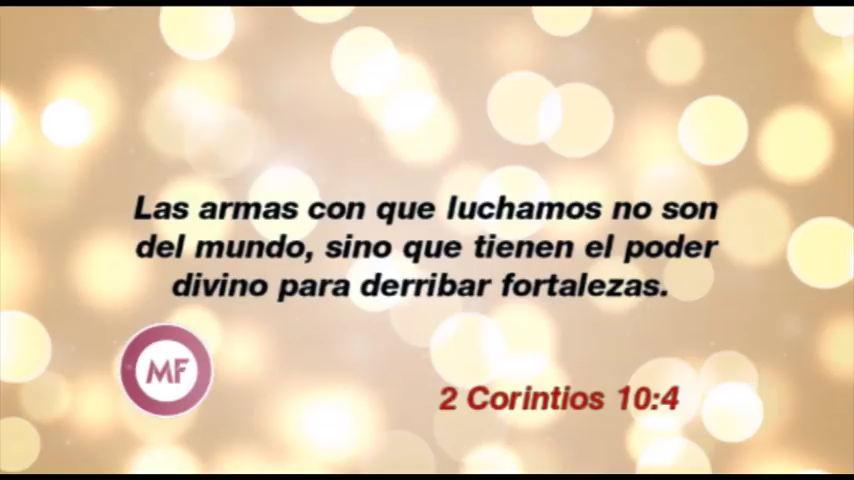 Las armas con que luchamos no son
del mundo, sino que tienen el poder
divino para derribar fortalezas.
MF
2 Corintios 10:4